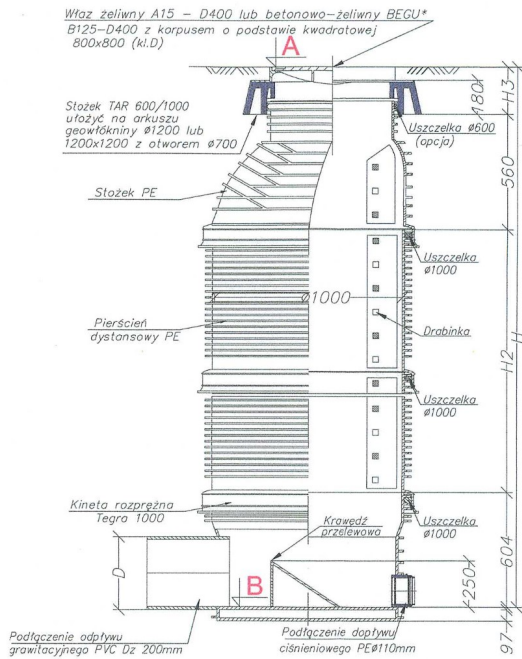 Właz żeliwny A15 – D400 lub betonowo–żeliwny BEGU*
B125–D400 z korpusem o podstawie kwadratowej
800x800 (kl.D)
A
H3
180
Stożek TAR 600/1000
ułożyć na arkuszu
geowłókniny ø1200 lub
1200x1200 z otworem ø700
Uszczelka ø600
(opcja)
560
Stożek PE
Uszczelka
ø1000
ø1000
Pierścień
dystansowy PE
Drabinka
H
H2
Uszczelka
ø1000
Kineta rozprężna
Tegra 1000
Krawędź
przelewowa
Uszczelka
ø1000
D
604
250
B
Podłączenie odpływu
grawitacyjnego PVC Dz 200mm
Podłączenie dopływu
ciśnieniowego PEø110mm
97